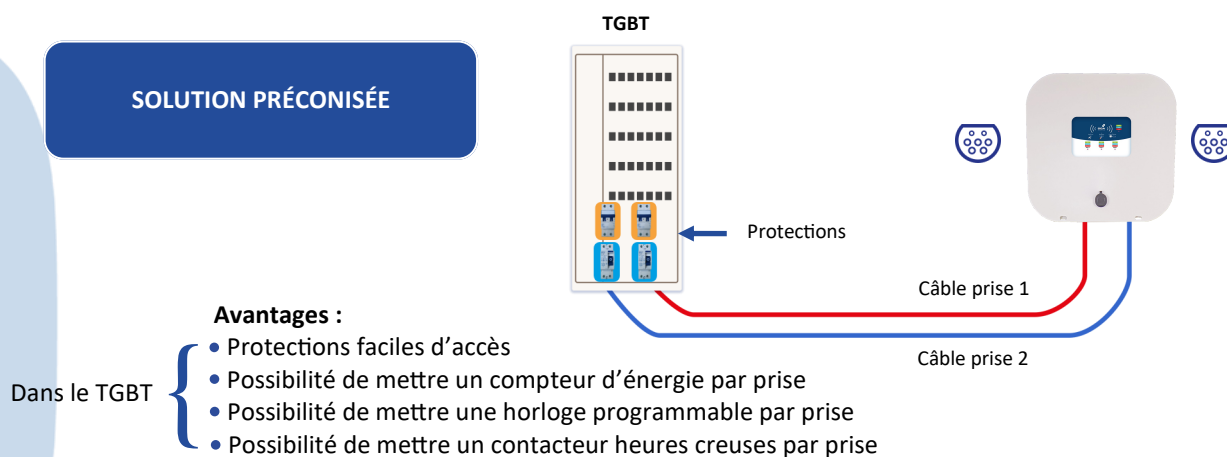 TGBT
SOLUTION PRÉCONISÉE
Protections
Câble prise 1
Câble prise 2
Avantages :
Dans le TGBT
• Protections faciles d’accès
• Possibilité de mettre un compteur d’énergie par prise
• Possibilité de mettre une horloge programmable par prise
• Possibilité de mettre un contacteur heures creuses par prise